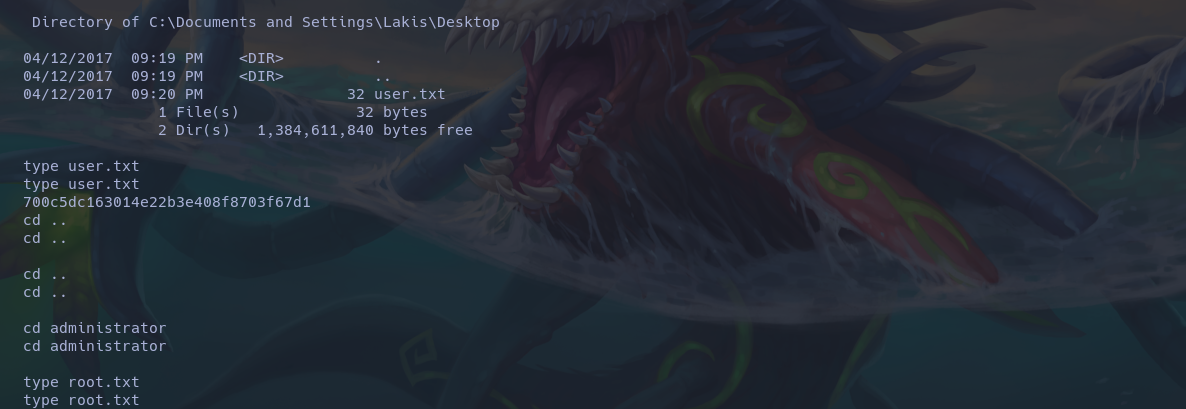 Directory of C:\Documents and Settings\Lakis\Desktop
04/12/2017  09:19 PM    <DIR>          .
04/12/2017  09:19 PM    <DIR>          ..
04/12/2017  09:20 PM                32 user.txt
1 File(s)             32 bytes
2 Dir(s)   1,384,611,840 bytes free
type user.txt
type user.txt
700c5dc163014e22b3e408f8703f67d1
cd ..
cd ..
cd ..
cd ..
cd administrator
cd administrator
type root.txt
type root.txt